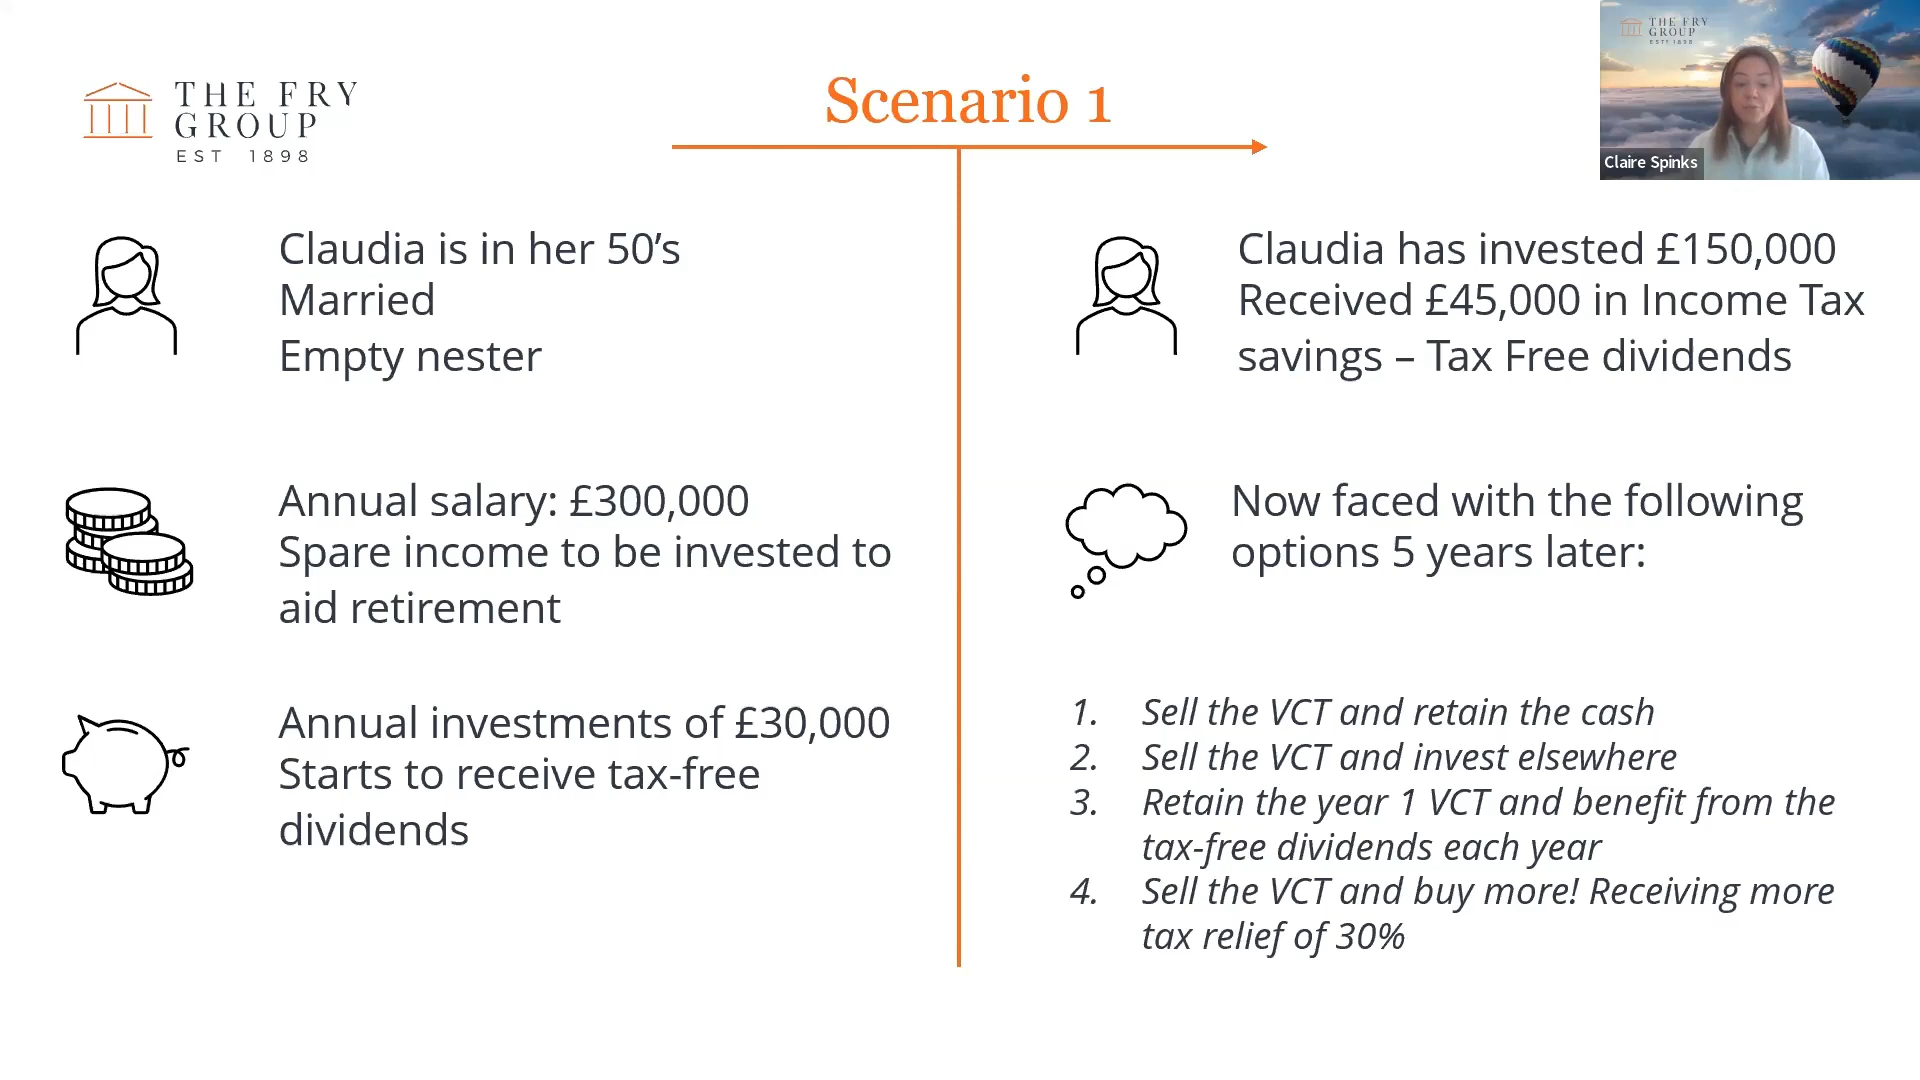 THE FRY
GROUP
EST 1898
Scenario 1
THE FRY
GROUP
EST 1898
Claire Spinks
Claudia is in her 50’s
Married
Empty nester
Annual salary: £300,000
Spare income to be invested to
aid retirement
Annual investments of £30,000
Starts to receive tax-free
dividends
Claudia has invested £150,000
Received £45,000 in Income Tax
savings – Tax Free dividends
Now faced with the following
options 5 years later:
1. Sell the VCT and retain the cash
2. Sell the VCT and invest elsewhere
3. Retain the year 1 VCT and benefit from the
tax-free dividends each year
4. Sell the VCT and buy more! Receiving more
tax relief of 30%